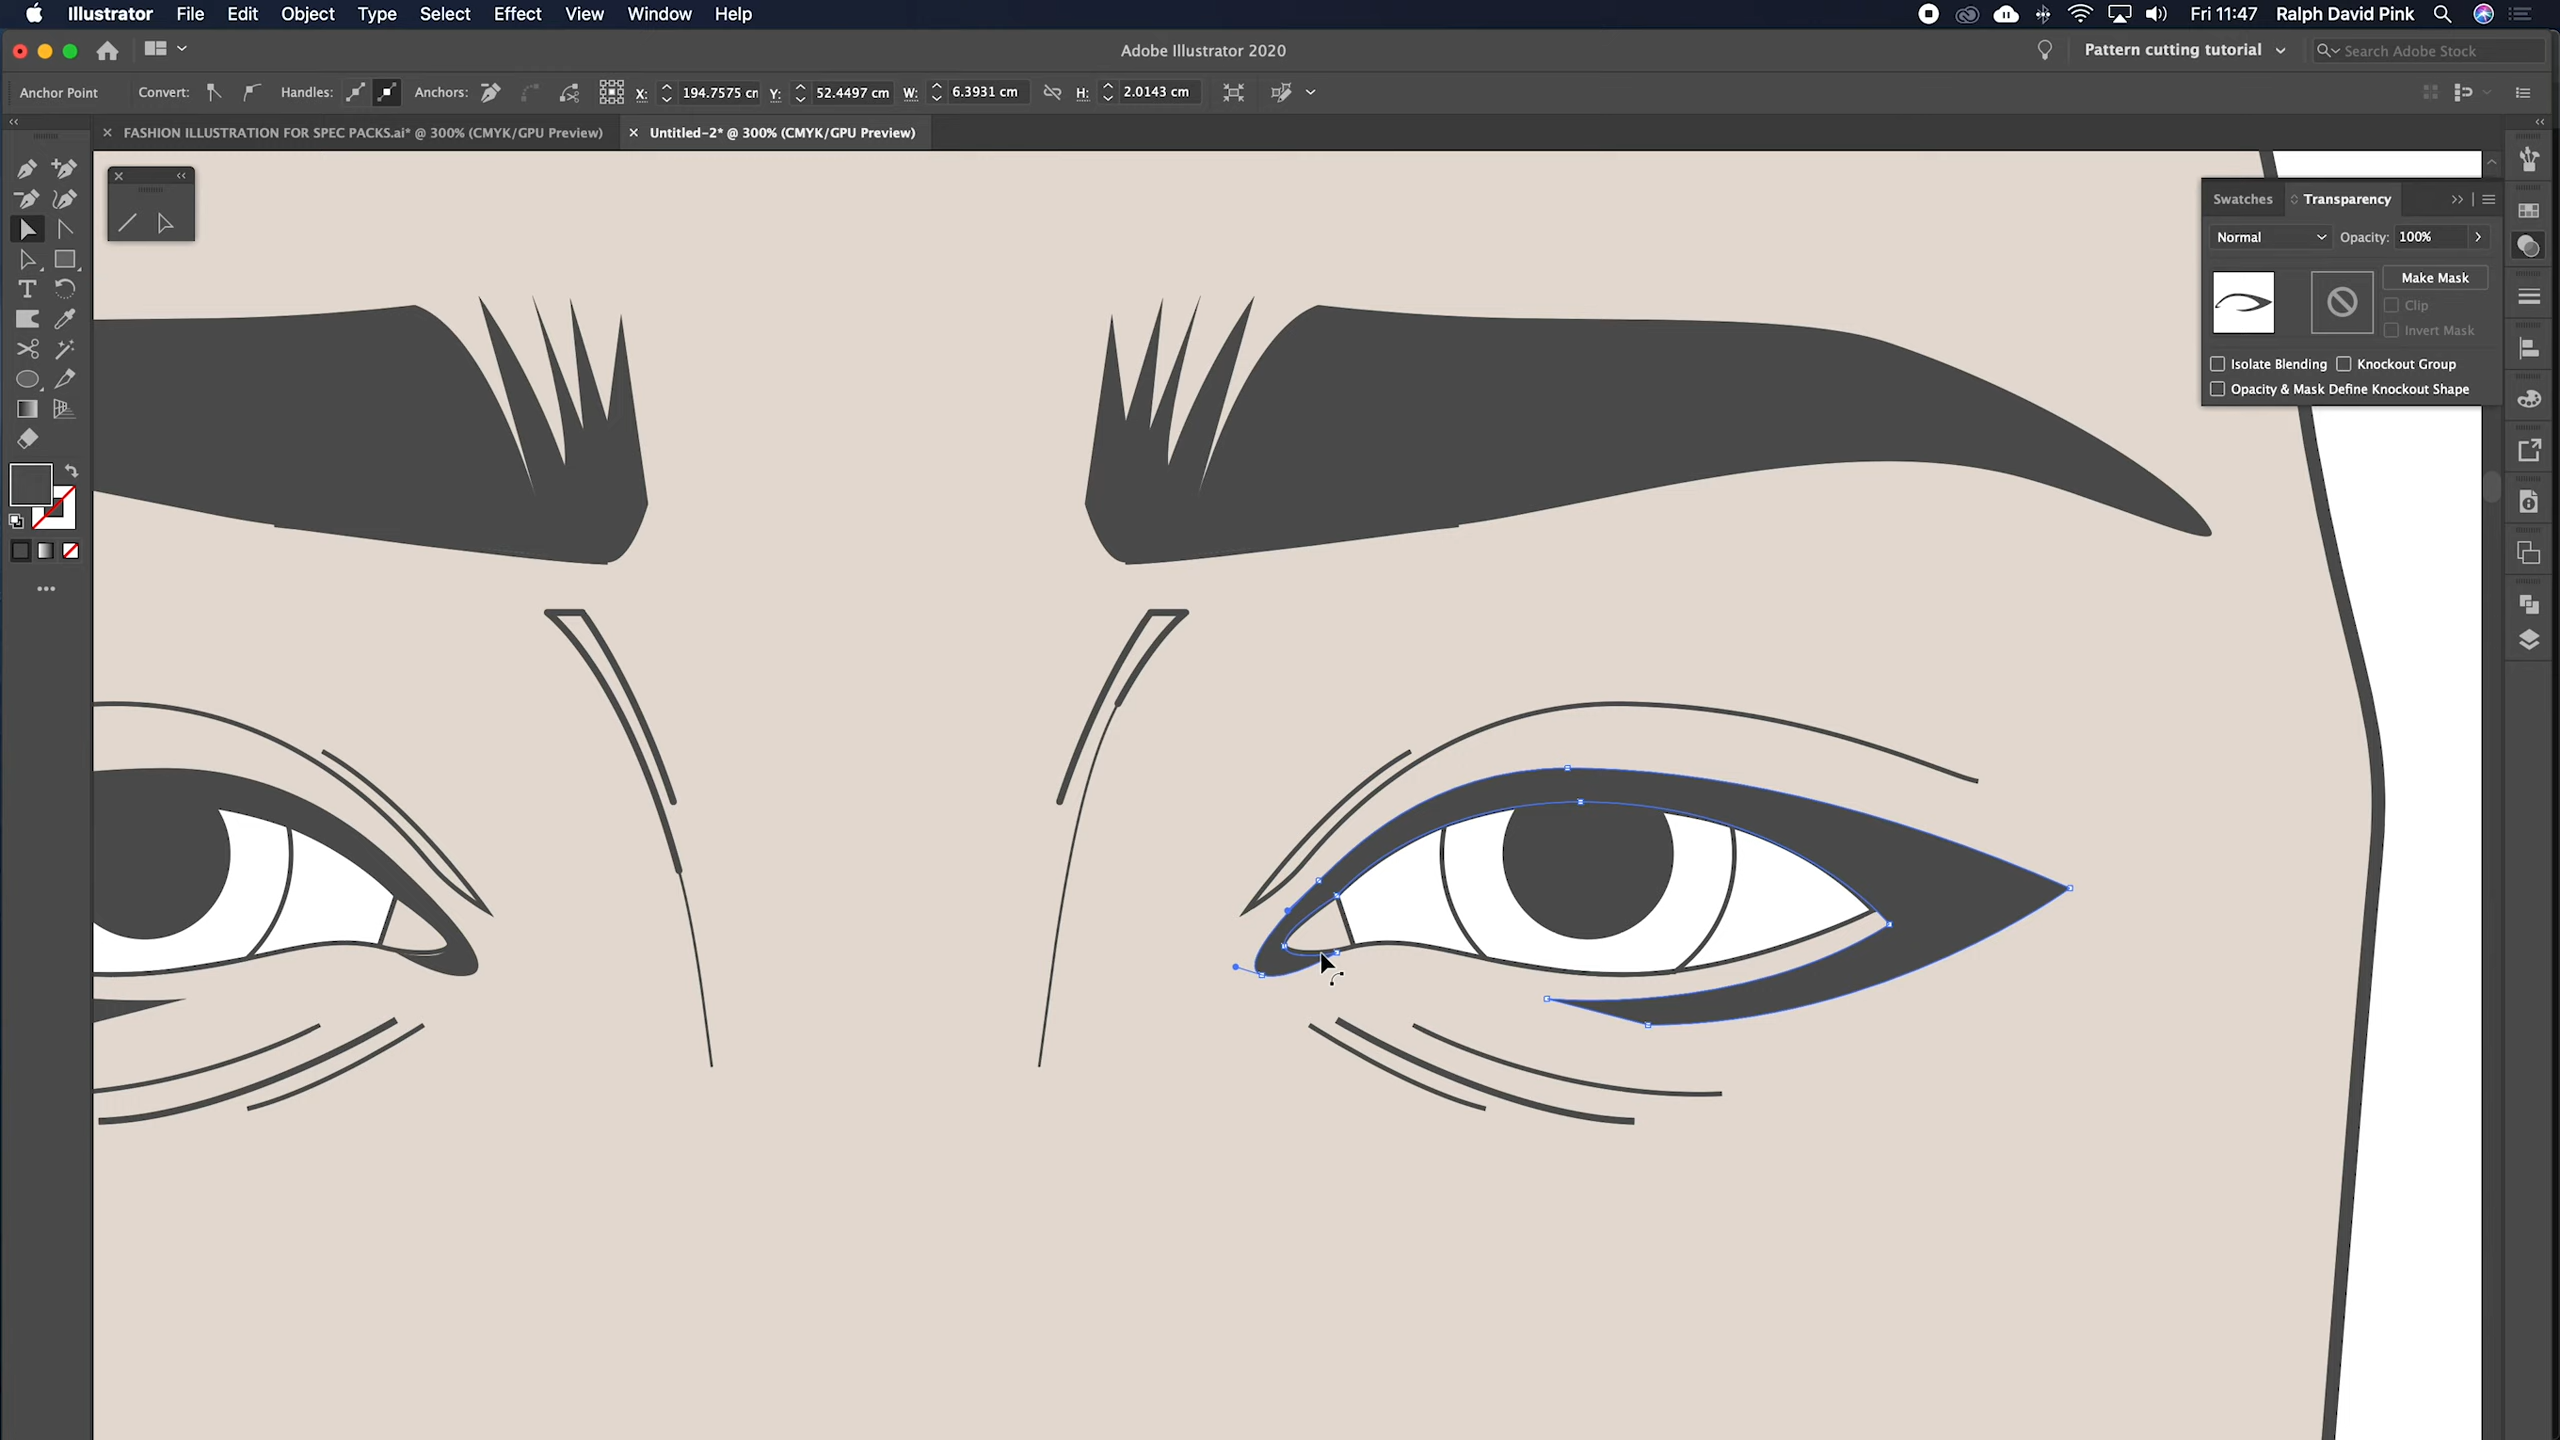 Illustrator File Edit Object Type Select Effect View Window Help Fri 11:47 Ralph David Pink
Adobe Illustrator 2020 Pattern cutting tutorial Search Adobe Stock
Anchor Point Convert: Handles: Anchors: X: 194.7575 cm Y: 52.4497 cm W: 6.3931 cm H: 2.0143 cm
FASHION ILLUSTRATION FOR SPEC PACKS.ai* @ 300% (CMYK/GPU Preview) Untitled-2* @ 300% (CMYK/GPU Preview)
Swatches Transparency
Normal Opacity: 100%
Make Mask
Clip
Invert Mask
Isolate Blending Knockout Group
Opacity & Mask Define Knockout Shape